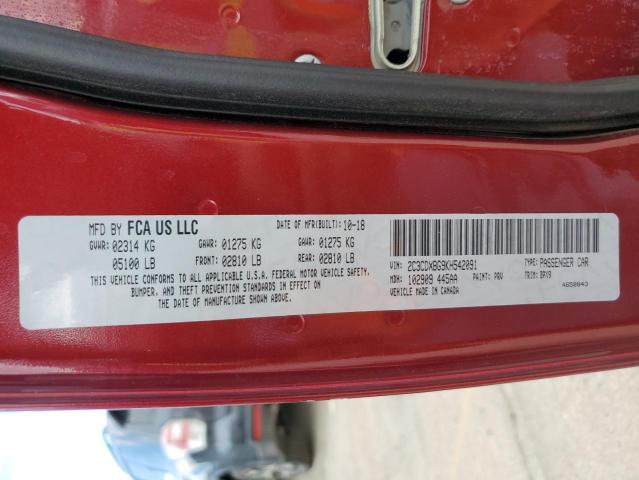 MFD BY FCA US LLC DATE OF MFR(BUILT): 10-18
GVWR: 02314 KG GAWR: 01275 KG GAWR: 01275 KG
05100 LB FRONT: 02810 LB REAR: 02810 LB
THIS VEHICLE CONFORMS TO ALL APPLICABLE U.S.A. FEDERAL MOTOR VEHICLE SAFETY,
BUMPER, AND THEFT PREVENTION STANDARDS IN EFFECT ON
THE DATE OF MANUFACTURE SHOWN ABOVE.
VIN: 2C3CDXBG9KH542091 TYPE: PASSENGER CAR
MDH: 102909 445AA PAINT: PRV TRIM: BPX9
VEHICLE MADE IN CANADA A658043